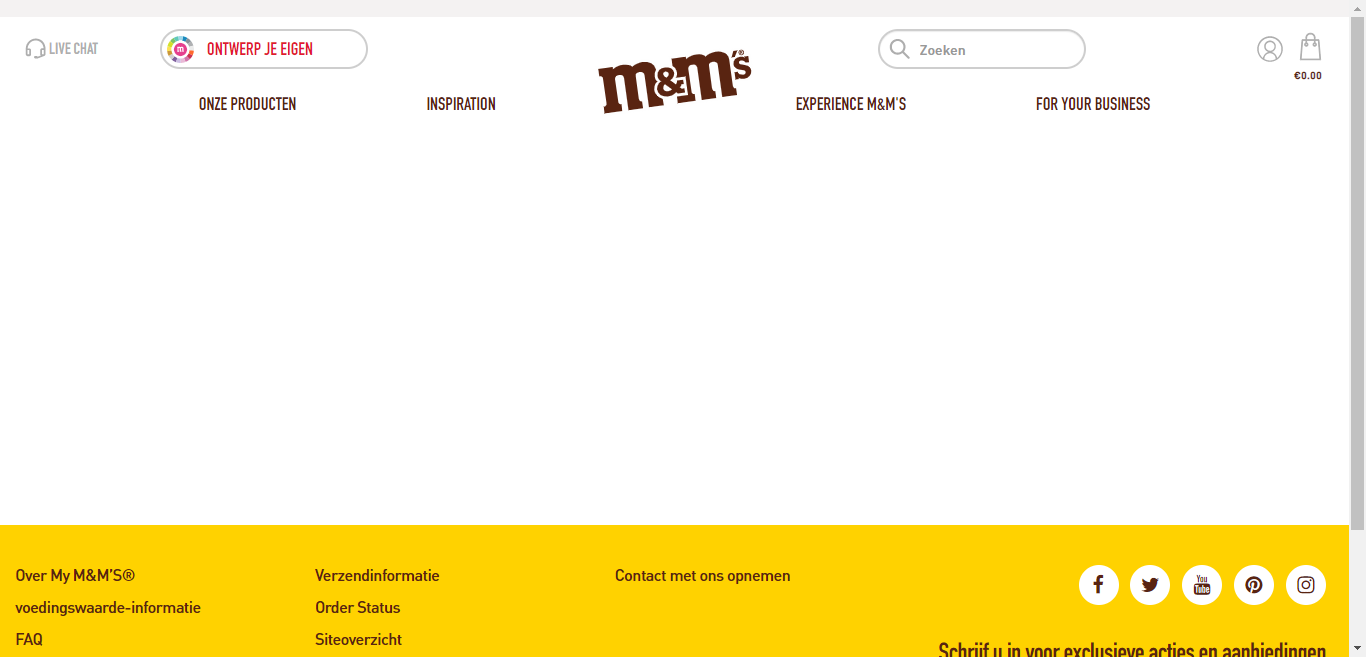 LIVE CHAT
ONTWERP JE EIGEN
m&m's®
Zoeken
€0.00
ONZE PRODUCTEN
INSPIRATION
EXPERIENCE M&M'S
FOR YOUR BUSINESS
Over My M&M'S®
Verzendinformatie
Contact met ons opnemen
You Tube
voedingswaarde-informatie
Order Status
FAQ
Siteoverzicht
Schrijf u in voor exclusieve acties en aanbiedingen